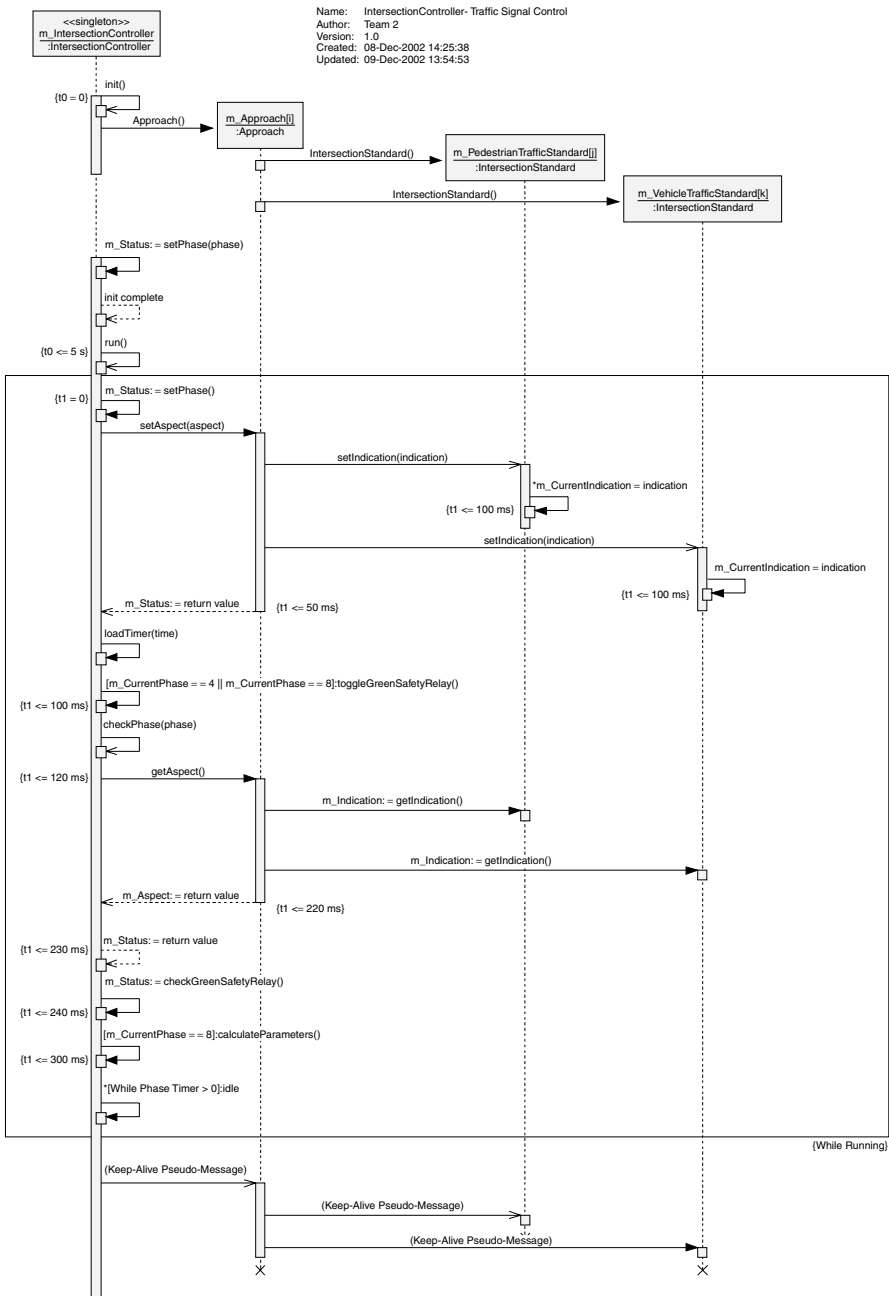 Name: IntersectionController- Traffic Signal Control
Author: Team 2
Version: 1.0
Created: 08-Dec-2002 14:25:38
Updated: 09-Dec-2002 13:54:53
<<singleton>>
m_IntersectionController
:IntersectionController
init()
{t0 = 0}
Approach()
m_Approach[i]
:Approach
IntersectionStandard()
m_PedestrianTrafficStandard[j]
:IntersectionStandard
IntersectionStandard()
m_VehicleTrafficStandard[k]
:IntersectionStandard
m_Status: = setPhase(phase)
init complete
{t0 <= 5 s}
run()
{t1 = 0}
m_Status: = setPhase()
setAspect(aspect)
setIndication(indication)
*m_CurrentIndication = indication
{t1 <= 100 ms}
setIndication(indication)
m_CurrentIndication = indication
{t1 <= 100 ms}
m_Status: = return value
{t1 <= 50 ms}
loadTimer(time)
[m_CurrentPhase = = 4 || m_CurrentPhase = = 8]:toggleGreenSafetyRelay()
{t1 <= 100 ms}
checkPhase(phase)
{t1 <= 120 ms}
getAspect()
m_Indication: = getIndication()
m_Indication: = getIndication()
m_Aspect: = return value
{t1 <= 220 ms}
m_Status: = return value
{t1 <= 230 ms}
m_Status: = checkGreenSafetyRelay()
{t1 <= 240 ms}
[m_CurrentPhase = = 8]:calculateParameters()
{t1 <= 300 ms}
*[While Phase Timer > 0]:idle
{While Running}
(Keep-Alive Pseudo-Message)
(Keep-Alive Pseudo-Message)
(Keep-Alive Pseudo-Message)